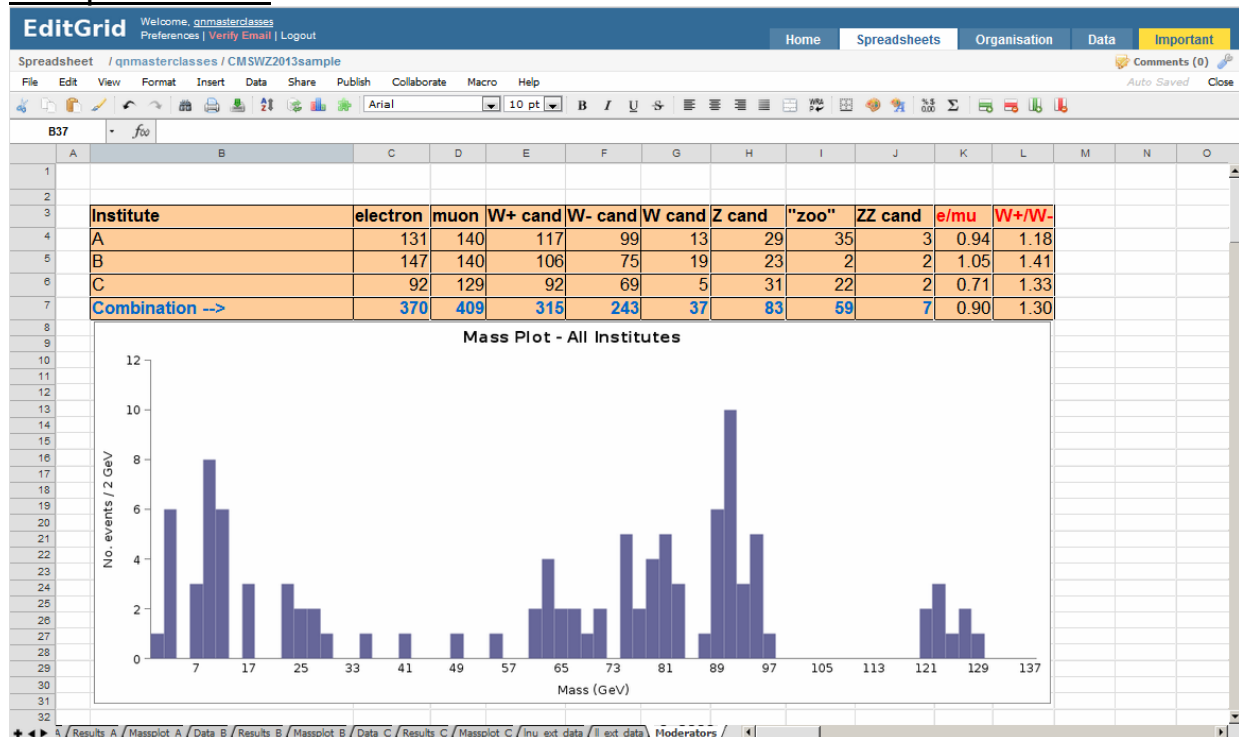 EditGrid Welcome, qnmasterclasses
Preferences | Verify Email | Logout
Home Spreadsheets Organisation Data Important
Spreadsheet / qnmasterclasses / CMSWZ2013sample Comments (0)
File Edit View Format Insert Data Share Publish Collaborate Macro Help Auto Saved Close
Arial 10 pt B I U S
B37 fω
A B C D E F G H I J K L M N O
1
2
3 Institute electron muon W+ cand W- cand W cand Z cand "zoo" ZZ cand e/mu W+/W-
4 A 131 140 117 99 13 29 35 3 0.94 1.18
5 B 147 140 106 75 19 23 2 2 1.05 1.41
6 C 92 129 92 69 5 31 22 2 0.71 1.33
7 Combination --> 370 409 315 243 37 83 59 7 0.90 1.30
8
9
10
11
12
13
14
15
16
17
18
19
20
21
22
23
24
25
26
27
28
29
30
31
32
Mass Plot - All Institutes
12
10
8
6
4
2
0
No. events / 2 GeV
7 17 25 33 41 49 57 65 73 81 89 97 105 113 121 129 137
Mass (GeV)
A / Results A / Massplot A / Data B / Results B / Massplot B / Data C / Results C / Massplot C / lnu ext data / ll ext data \ Moderators /